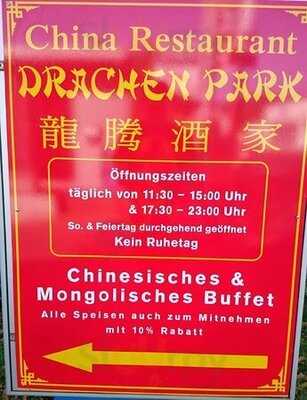 China Restaurant
DRACHEN PARK
龍騰酒家
Öffnungszeiten
täglich von 11:30 – 15:00 Uhr
& 17:30 – 23:00 Uhr
So. & Feiertag durchgehend geöffnet
Kein Ruhetag
Chinesisches &
Mongolisches Buffet
Alle Speisen auch zum Mitnehmen
mit 10% Rabatt